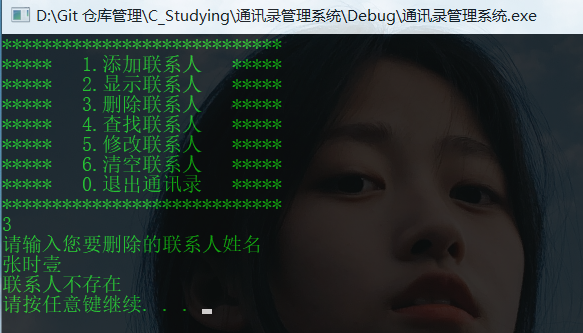 D:\Git 仓库管理\C_Studying\通讯录管理系统\Debug\通讯录管理系统.exe
****************************
*****   1.添加联系人   *****
*****   2.显示联系人   *****
*****   3.删除联系人   *****
*****   4.查找联系人   *****
*****   5.修改联系人   *****
*****   6.清空联系人   *****
*****   0.退出通讯录   *****
****************************
3
请输入您要删除的联系人姓名
张时壹
联系人不存在
请按任意键继续. . .